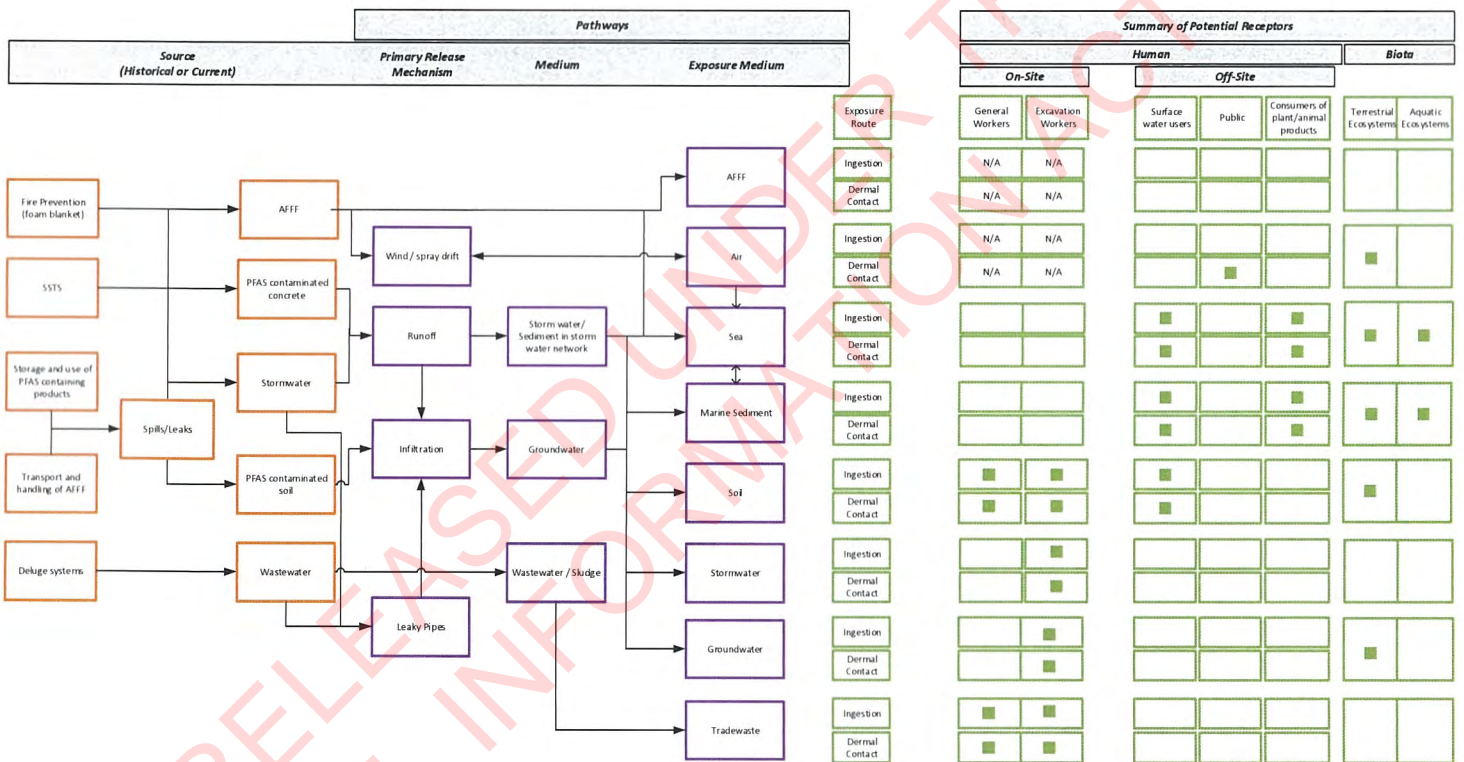 Pathways
Summary of Potential Receptors
Source
(Historical or Current)
Primary Release
Mechanism
Medium
Exposure Medium
Human
Biota
On-Site
Off-Site
Exposure
Route
General
Workers
Excavation
Workers
Surface
water users
Public
Consumers of
plant/animal
products
Terrestrial
Ecosystems
Aquatic
Ecosystems
Fire Prevention
(foam blanket)
SSTS
Storage and use of
PFAS containing
products
Transport and
handling of AFFF
Deluge systems
Spills/Leaks
AFFF
PFAS contaminated
concrete
Stormwater
PFAS contaminated
soil
Wastewater
Wind / spray drift
Runoff
Infiltration
Leaky Pipes
Storm water/
Sediment in storm
water network
Groundwater
Wastewater / Sludge
AFFF
Air
Sea
Marine Sediment
Soil
Stormwater
Groundwater
Tradewaste
Ingestion
N/A
N/A
Dermal
Contact
N/A
N/A
Ingestion
N/A
N/A
Dermal
Contact
N/A
N/A
Ingestion
Dermal
Contact
Ingestion
Dermal
Contact
Ingestion
Dermal
Contact
Ingestion
Dermal
Contact
Ingestion
Dermal
Contact
Ingestion
Dermal
Contact
RELEASED UNDER
INFORMATION ACT